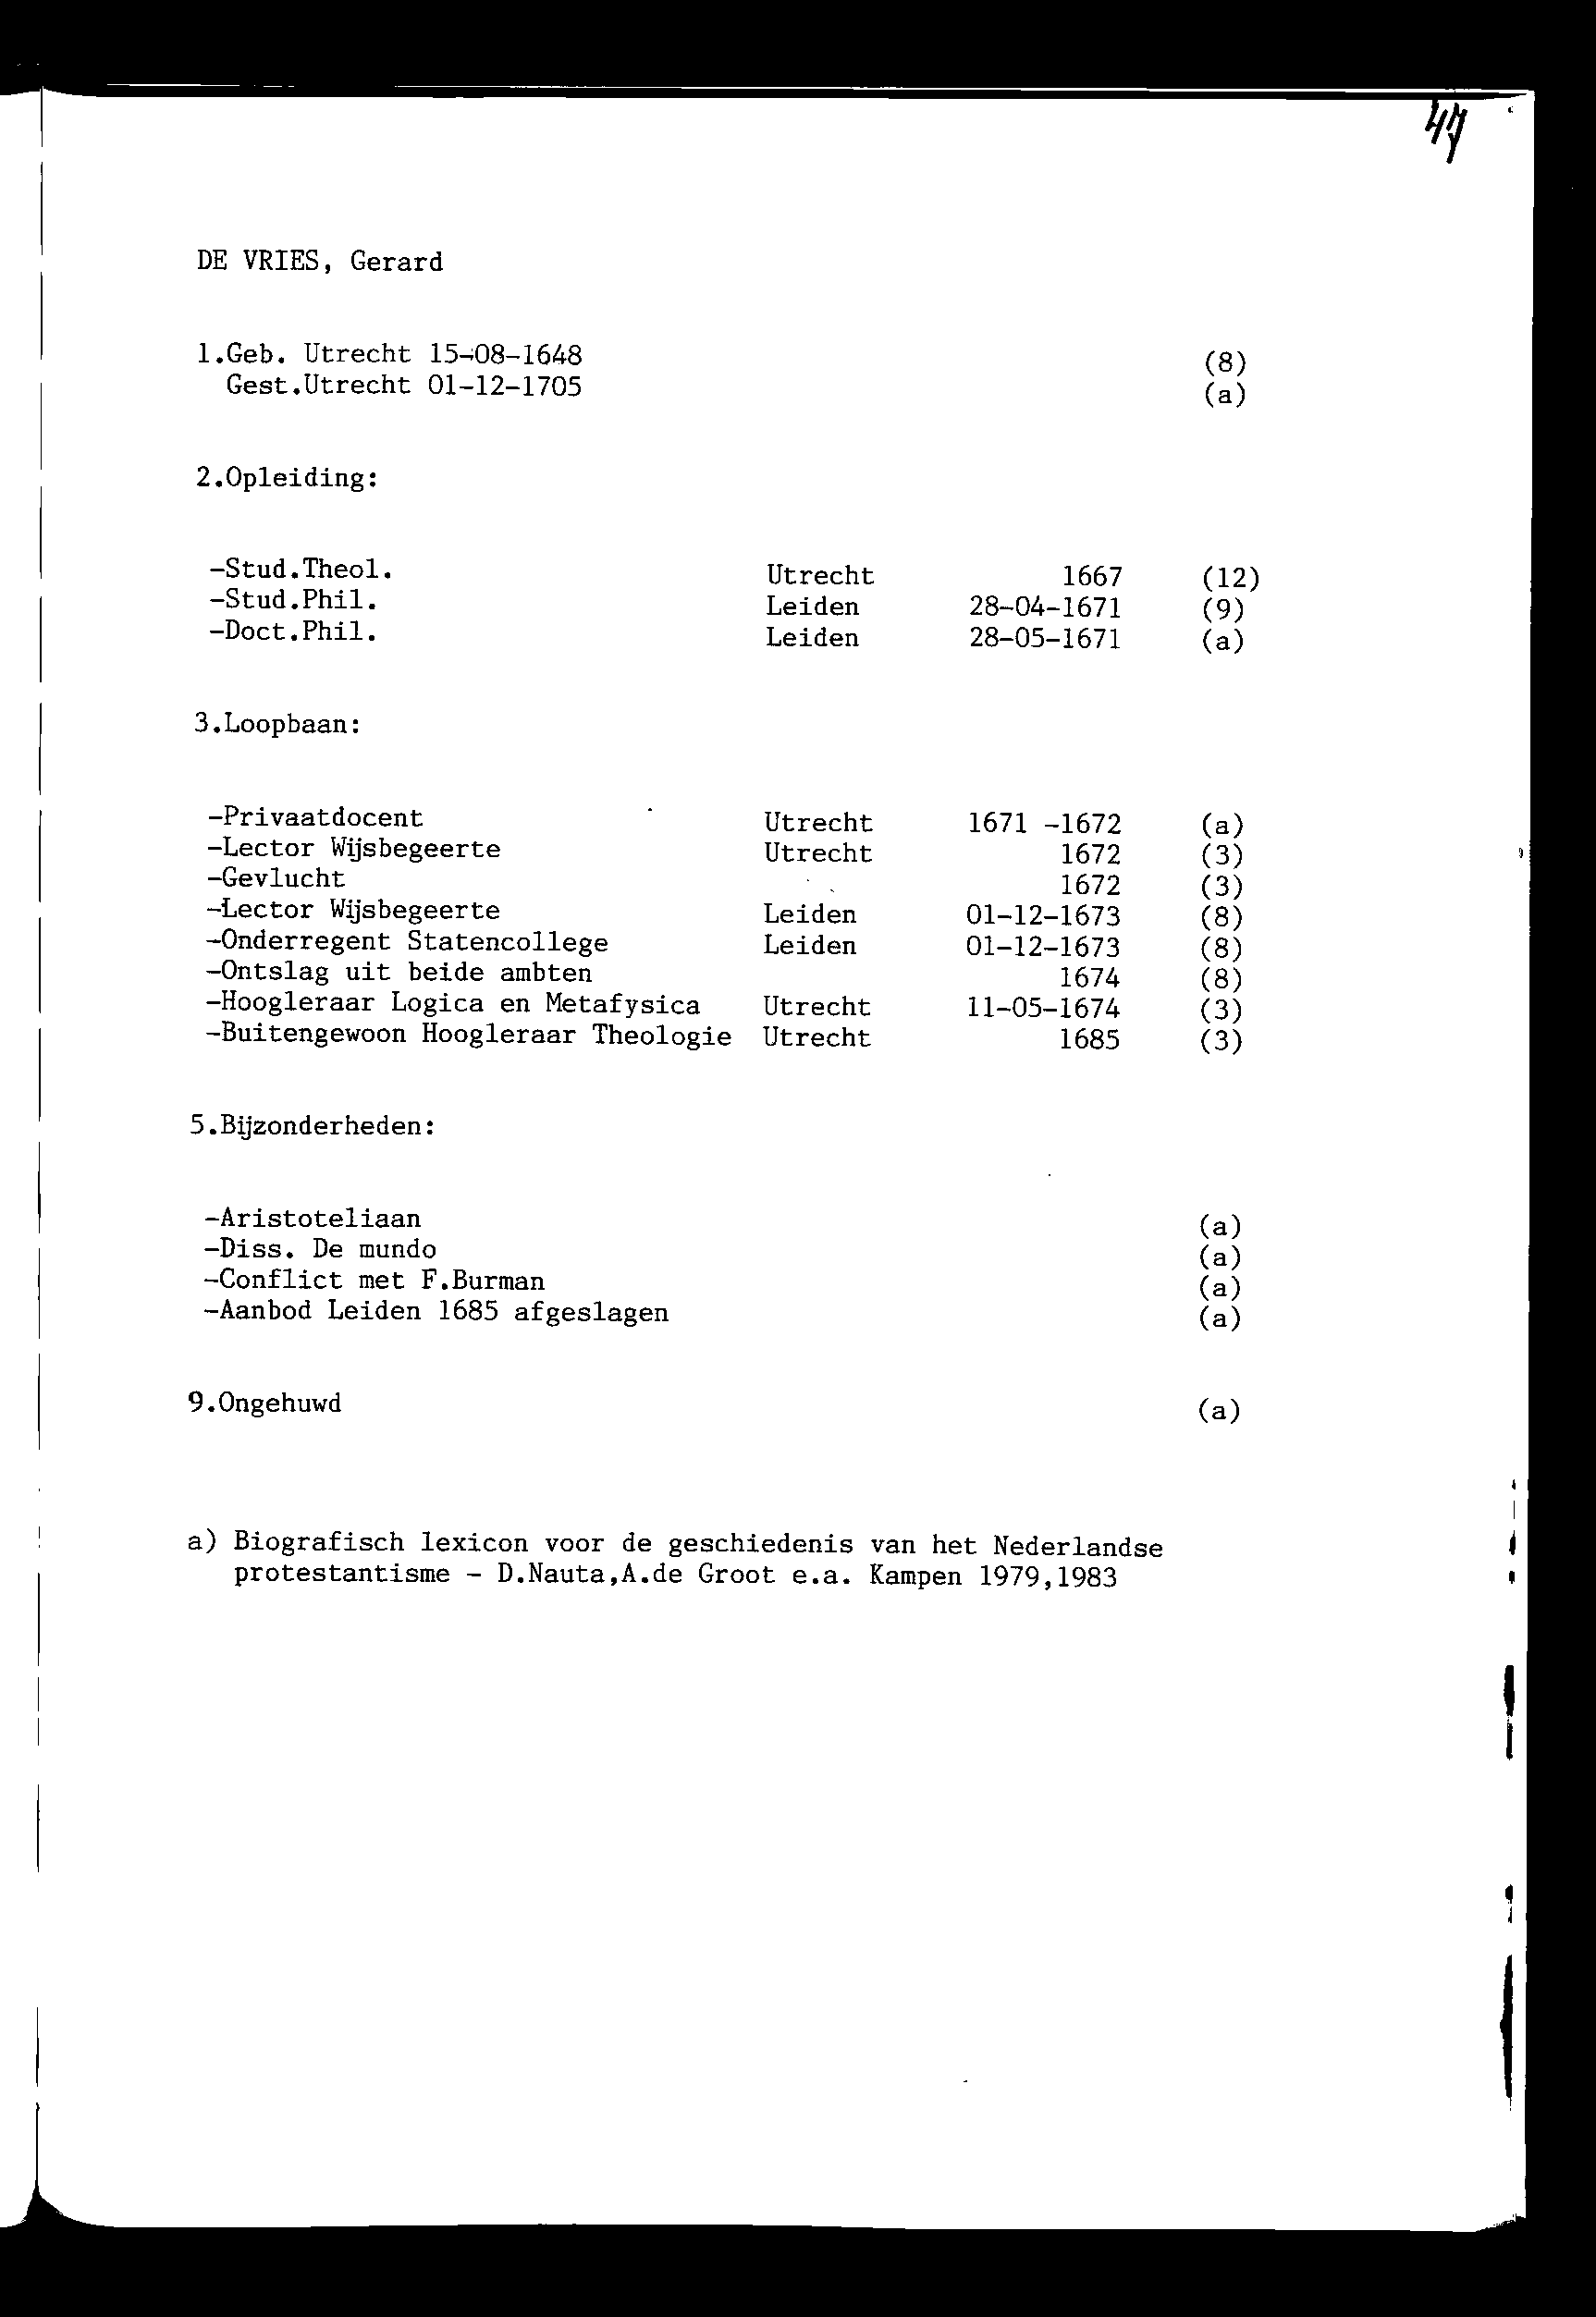 47
DE VRIES, Gerard
1.Geb. Utrecht 15-08-1648 (8)
Gest.Utrecht 01-12-1705 (a)
2.Opleiding:
-Stud.Theol. Utrecht 1667 (12)
-Stud.Phil. Leiden 28-04-1671 (9)
-Doct.Phil. Leiden 28-05-1671 (a)
3.Loopbaan:
-Privaatdocent Utrecht 1671 -1672 (a)
-Lector Wijsbegeerte Utrecht 1672 (3)
-Gevlucht 1672 (3)
-Lector Wijsbegeerte Leiden 01-12-1673 (8)
-Onderregent Statencollege Leiden 01-12-1673 (8)
-Ontslag uit beide ambten 1674 (8)
-Hoogleraar Logica en Metafysica Utrecht 11-05-1674 (3)
-Buitengewoon Hoogleraar Theologie Utrecht 1685 (3)
5.Bijzonderheden:
-Aristoteliaan (a)
-Diss. De mundo (a)
-Conflict met F.Burman (a)
-Aanbod Leiden 1685 afgeslagen (a)
9.Ongehuwd (a)
a) Biografisch lexicon voor de geschiedenis van het Nederlandse
protestantisme - D.Nauta,A.de Groot e.a. Kampen 1979,1983